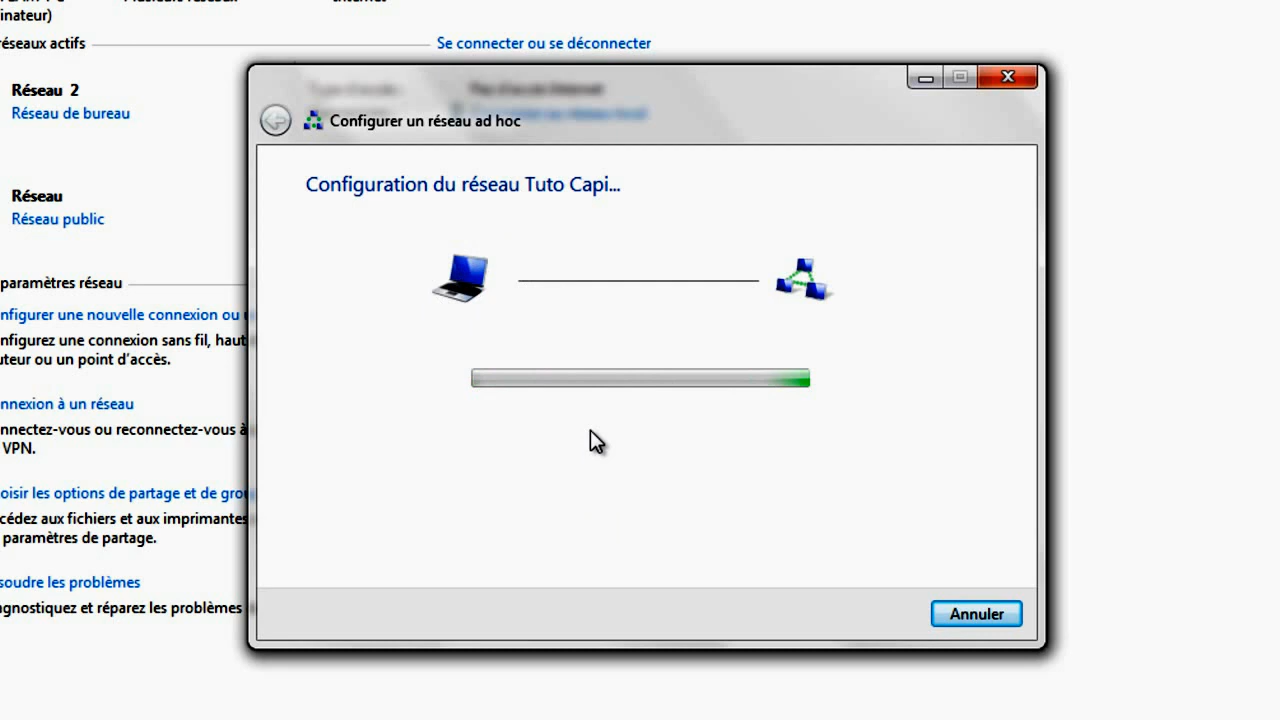 inateur)
réseaux actifs
Se connecter ou se déconnecter
Réseau 2
Réseau de bureau
Réseau
Réseau public
paramètres réseau
nfigurer une nouvelle connexion ou
nfigurez une connexion sans fil, haut
uteur ou un point d'accès.
nnexion à un réseau
nnectez-vous ou reconnectez-vous à
VPN.
oisir les options de partage et de grou
cédez aux fichiers et aux imprimantes
paramètres de partage.
soudre les problèmes
agnostiquez et réparez les problèmes
Configurer un réseau ad hoc
Configuration du réseau Tuto Capi...
Annuler